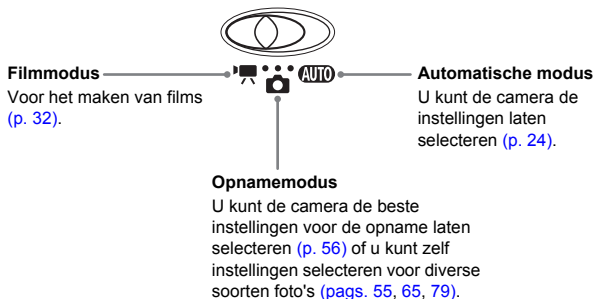 AUTO
Filmmodus
Voor het maken van films
(p. 32).
Automatische modus
U kunt de camera de
instellingen laten
selecteren (p. 24).
Opnamemodus
U kunt de camera de beste
instellingen voor de opname laten
selecteren (p. 56) of u kunt zelf
instellingen selecteren voor diverse
soorten foto's (pags. 55, 65, 79).